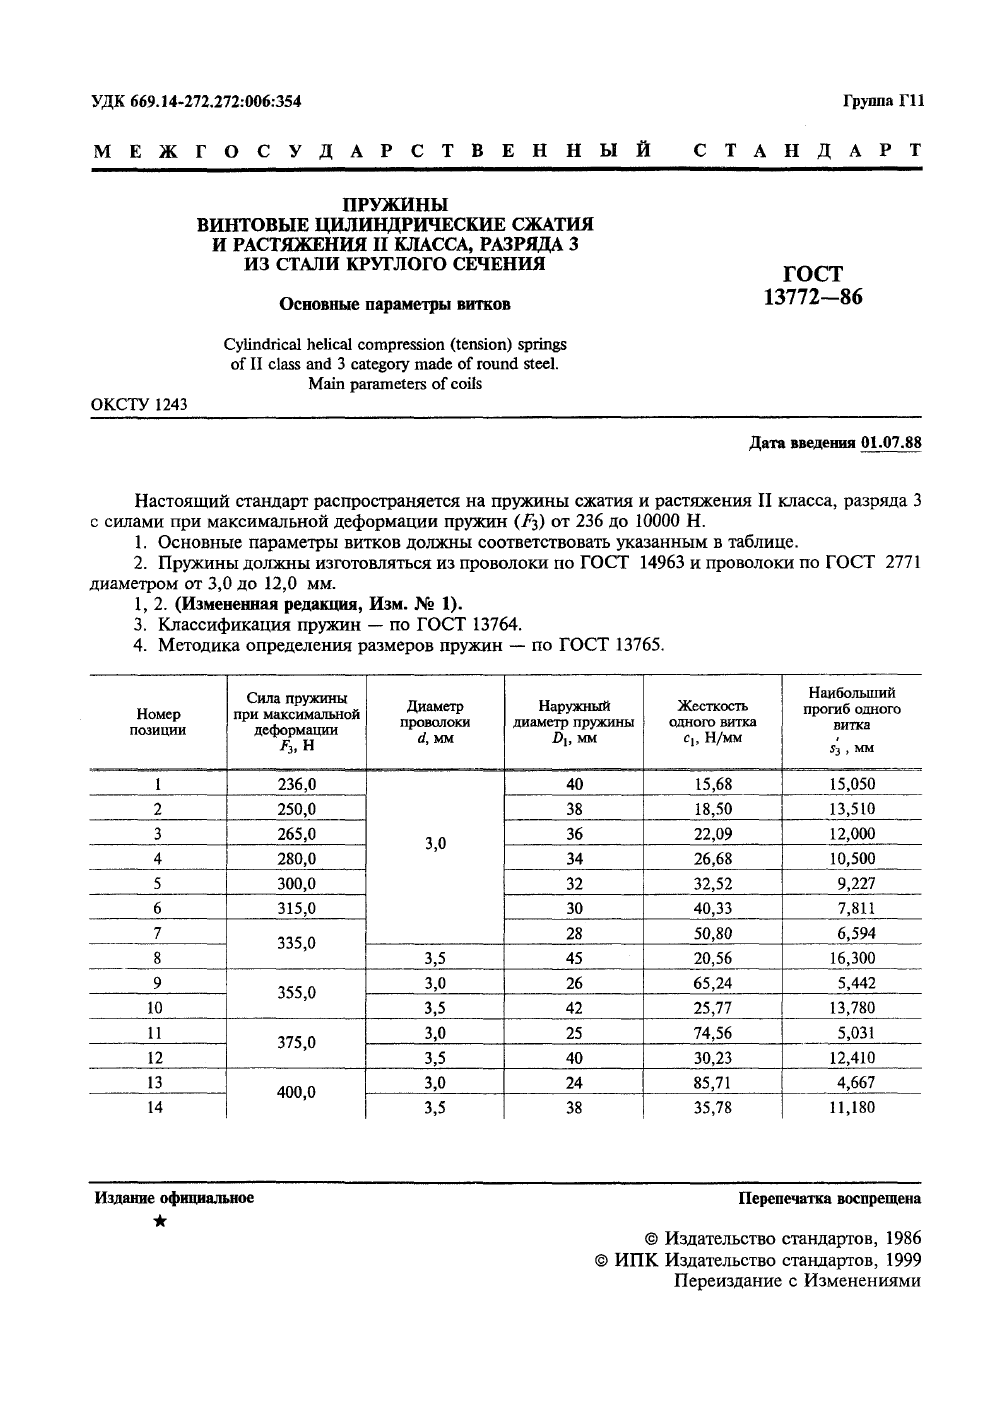 УДК 669.14-272.272:006:354
Группа Г11
МЕЖГОСУДАРСТВЕННЫЙ СТАНДАРТ
ПРУЖИНЫ
ВИНТОВЫЕ ЦИЛИНДРИЧЕСКИЕ СЖАТИЯ
И РАСТЯЖЕНИЯ II КЛАССА, РАЗРЯДА 3
ИЗ СТАЛИ КРУГЛОГО СЕЧЕНИЯ
Основные параметры витков
ГОСТ
13772—86
Cylindrical helical compression (tension) springs
of II class and 3 category made of round steel.
Main parameters of coils
ОКСТУ 1243
Дата введения 01.07.88
Настоящий стандарт распространяется на пружины сжатия и растяжения II класса, разряда 3
с силами при максимальной деформации пружин (F3) от 236 до 10000 Н.
1. Основные параметры витков должны соответствовать указанным в таблице.
2. Пружины должны изготовляться из проволоки по ГОСТ 14963 и проволоки по ГОСТ 2771
диаметром от 3,0 до 12,0 мм.
1, 2. (Измененная редакция, Изм. № 1).
3. Классификация пружин — по ГОСТ 13764.
4. Методика определения размеров пружин — по ГОСТ 13765.
Номер
позиции
Сила пружины
при максимальной
деформации
F3, Н
Диаметр
проволоки
d, мм
Наружный
диаметр пружины
D1, мм
Жесткость
одного витка
c1, Н/мм
Наибольший
прогиб одного
витка
s'3 , мм
1 236,0 3,0 40 15,68 15,050
2 250,0 38 18,50 13,510
3 265,0 36 22,09 12,000
4 280,0 34 26,68 10,500
5 300,0 32 32,52 9,227
6 315,0 30 40,33 7,811
7 335,0 28 50,80 6,594
8 3,5 45 20,56 16,300
9 355,0 3,0 26 65,24 5,442
10 3,5 42 25,77 13,780
11 375,0 3,0 25 74,56 5,031
12 3,5 40 30,23 12,410
13 400,0 3,0 24 85,71 4,667
14 3,5 38 35,78 11,180
Издание официальное
Перепечатка воспрещена
★
© Издательство стандартов, 1986
© ИПК Издательство стандартов, 1999
Переиздание с Изменениями